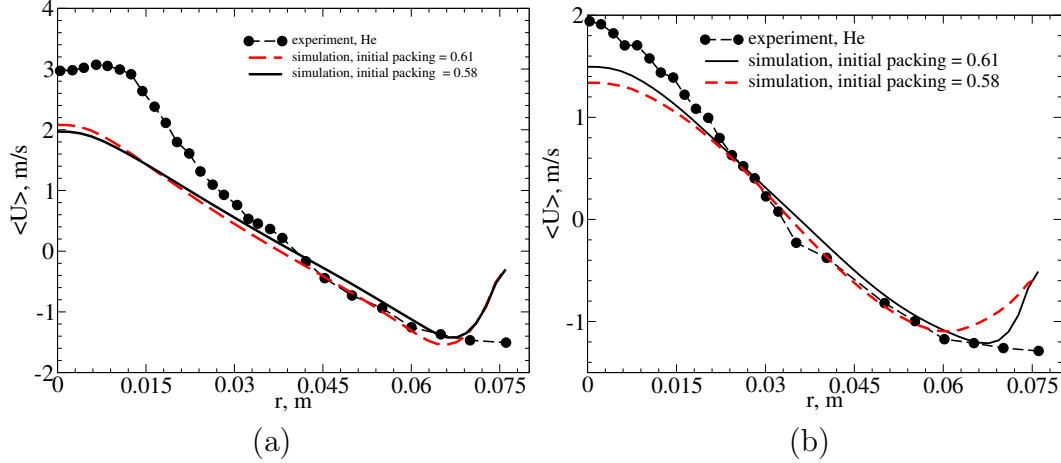 experiment, He
simulation, initial packing = 0.61
simulation, initial packing = 0.58
<U>, m/s
4
3
2
1
0
-1
-2
0 0.015 0.03 0.045 0.06 0.075
r, m
(a)
experiment, He
simulation, initial packing = 0.61
simulation, initial packing = 0.58
<U>, m/s
2
1
0
-1
0 0.015 0.03 0.045 0.06 0.075
r, m
(b)